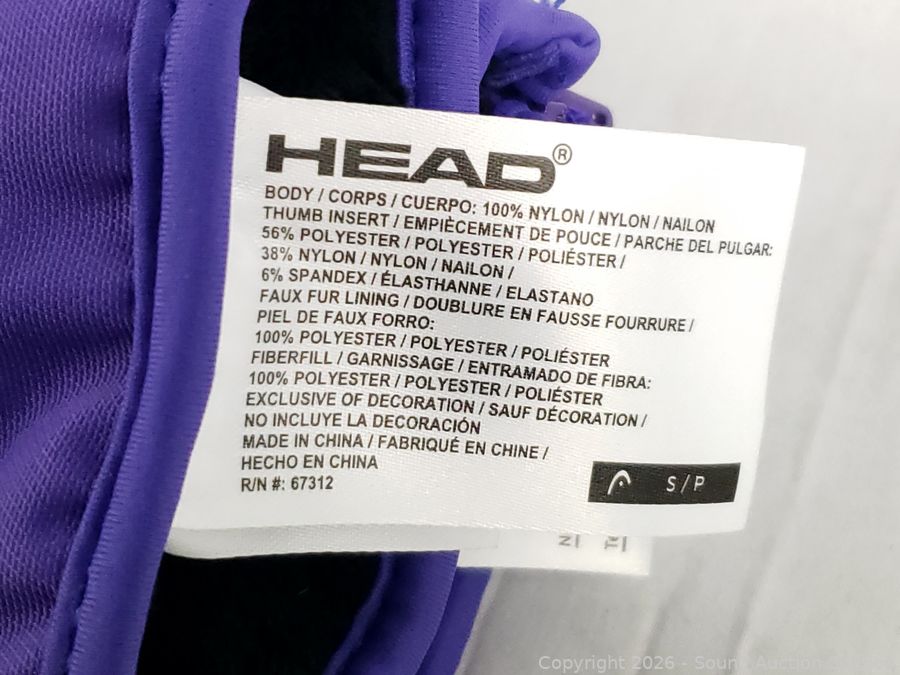 HEAD®
BODY / CORPS / CUERPO: 100% NYLON / NYLON / NAILON
THUMB INSERT / EMPIÈCEMENT DE POUCE / PARCHE DEL PULGAR:
56% POLYESTER / POLYESTER / POLIÉSTER /
38% NYLON / NYLON / NAILON /
6% SPANDEX / ÉLASTHANNE / ELASTANO
FAUX FUR LINING / DOUBLURE EN FAUSSE FOURRURE /
PIEL DE FAUX FORRO:
100% POLYESTER / POLYESTER / POLIÉSTER
FIBERFILL / GARNISSAGE / ENTRAMADO DE FIBRA:
100% POLYESTER / POLYESTER / POLIÉSTER
EXCLUSIVE OF DECORATION / SAUF DÉCORATION /
NO INCLUYE LA DECORACIÓN
MADE IN CHINA / FABRIQUÉ EN CHINE /
HECHO EN CHINA
R/N #: 67312
S / P
Copyright 2026 - Sound Auction